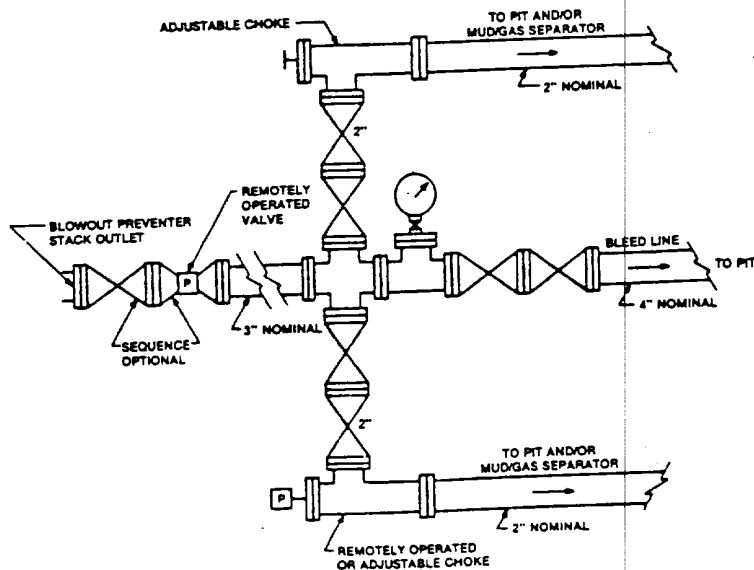 ADJUSTABLE CHOKE
TO PIT AND/OR
MUD/GAS SEPARATOR
2" NOMINAL
2"
REMOTELY
OPERATED
VALVE
BLOWOUT PREVENTER
STACK OUTLET
P
BLEED LINE
TO PIT
4" NOMINAL
3" NOMINAL
SEQUENCE
OPTIONAL
2"
TO PIT AND/OR
MUD/GAS SEPARATOR
P
2" NOMINAL
REMOTELY OPERATED
OR ADJUSTABLE CHOKE